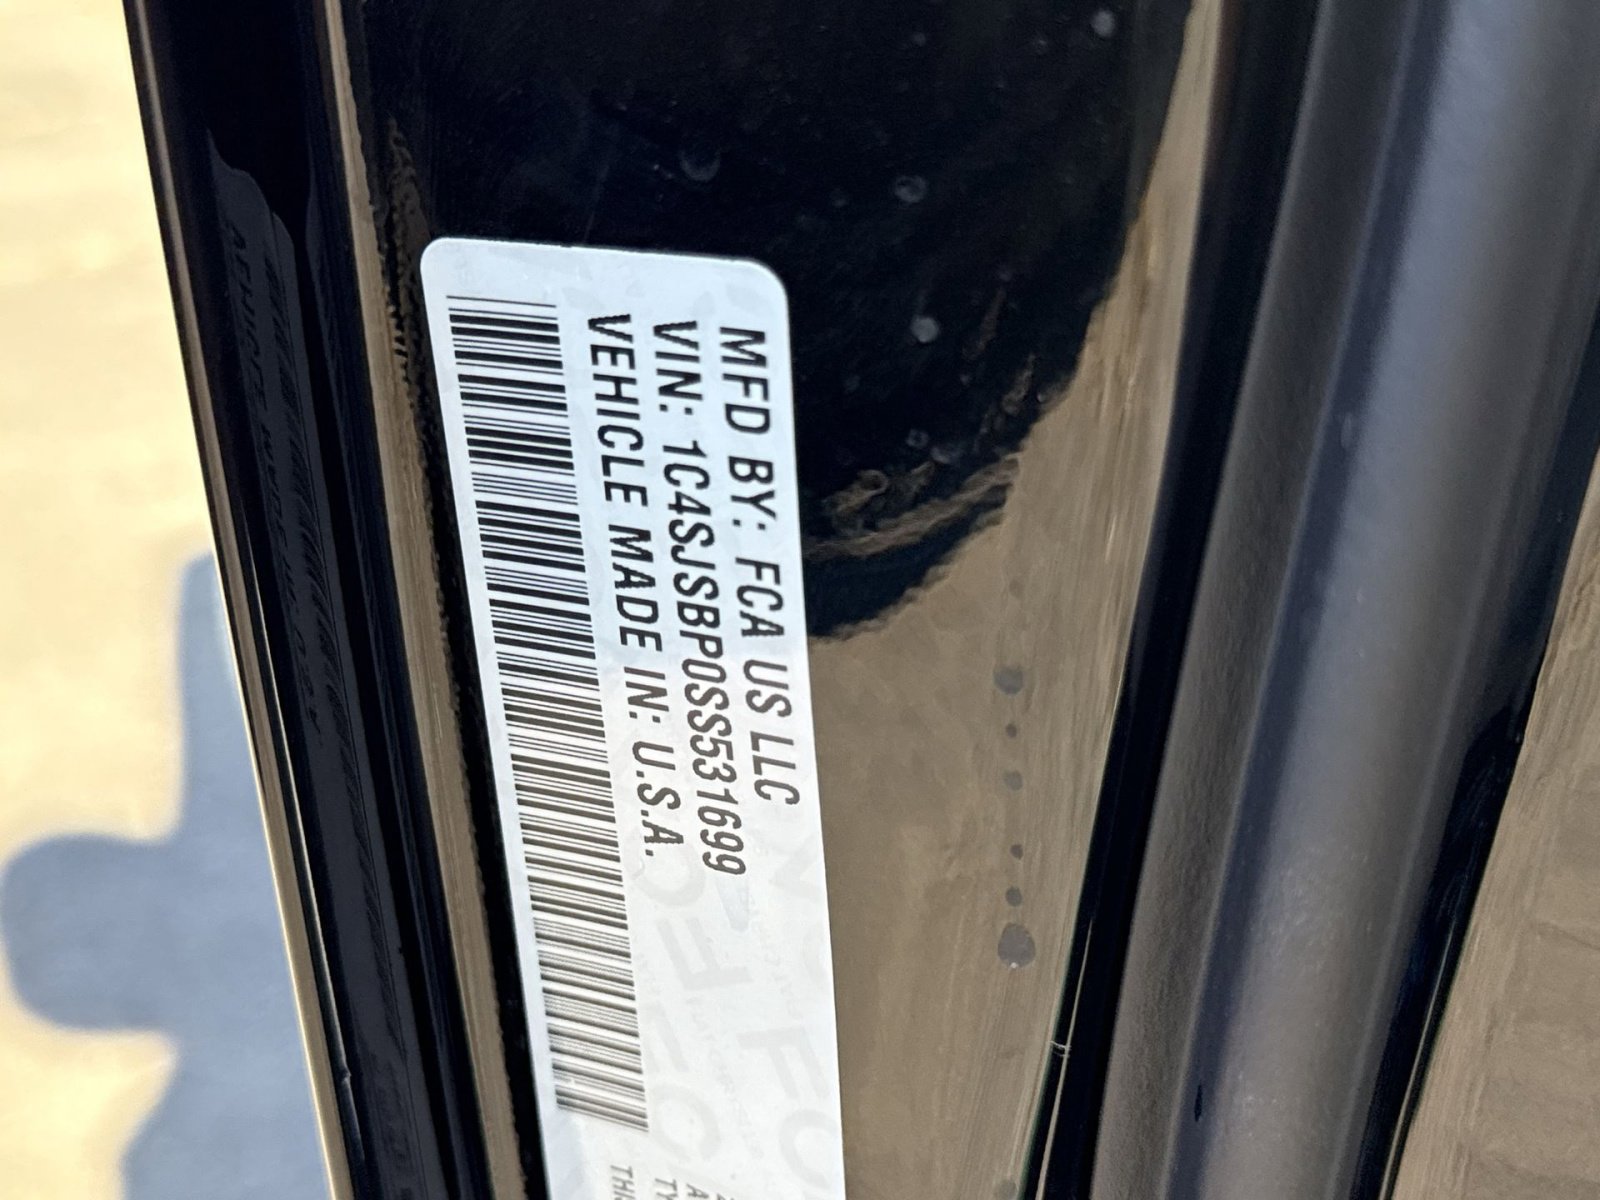 MFD BY: FCA US LLC
VIN: 1C4SJSBP0SS531699
VEHICLE MADE IN: U.S.A.